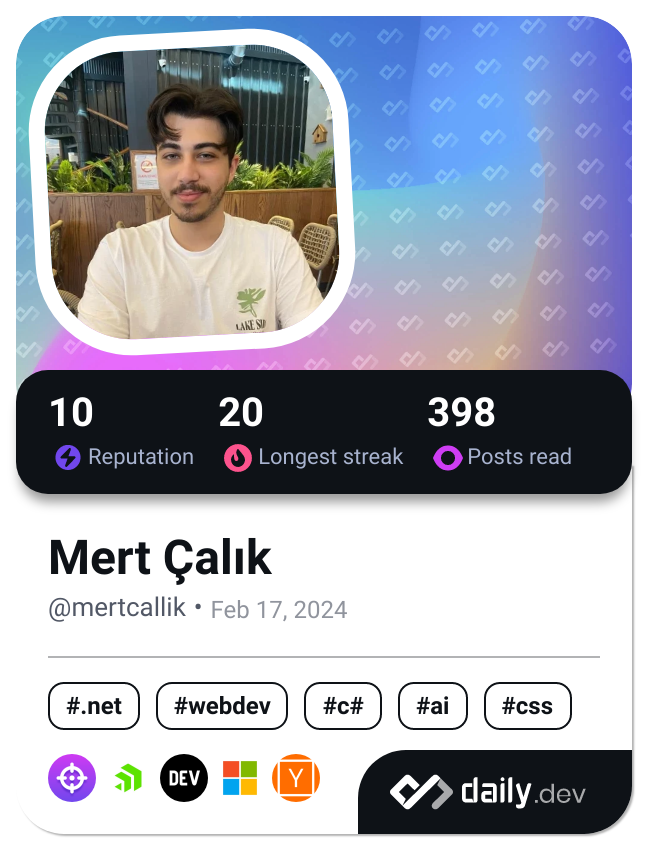 LAKE
10
20
398
Reputation
Longest streak
Posts read
Mert Çalık
@mertcallik • Feb 17, 2024
#.net
#webdev
#c#
#ai
#css
DEV
Y
daily.dev